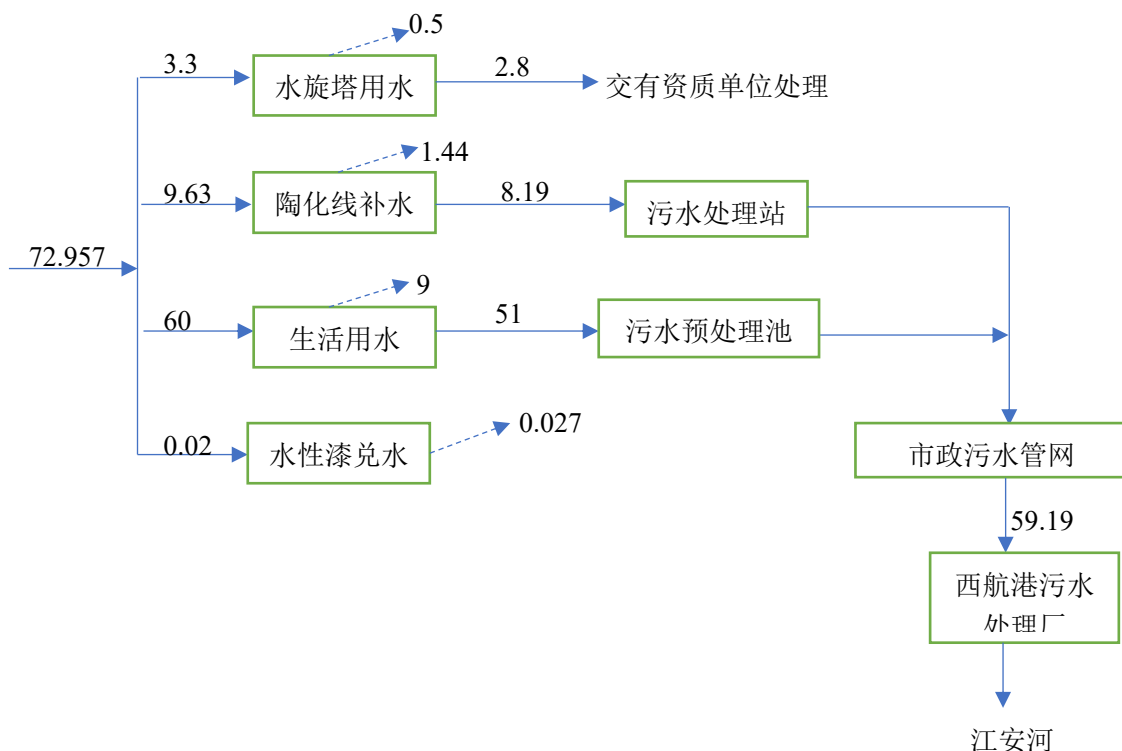 0.5
3.3
水旋塔用水
2.8
交有资质单位处理
1.44
9.63
陶化线补水
8.19
污水处理站
72.957
9
60
生活用水
51
污水预处理池
0.027
0.02
水性漆兑水
市政污水管网
59.19
西航港污水
处理厂
江安河